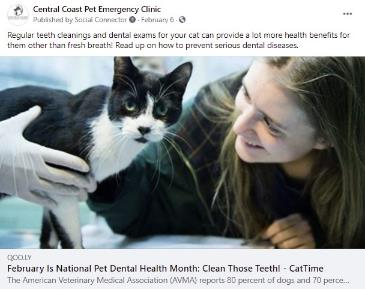 Central Coast Pet Emergency Clinic
Published by Social Connector · February 6 ·
Regular teeth cleanings and dental exams for your cat can provide a lot more health benefits for
them other than fresh breath! Read up on how to prevent serious dental diseases.
QOO.LY
February Is National Pet Dental Health Month: Clean Those Teeth! - CatTime
The American Veterinary Medical Association (AVMA) reports 80 percent of dogs and 70 perce...